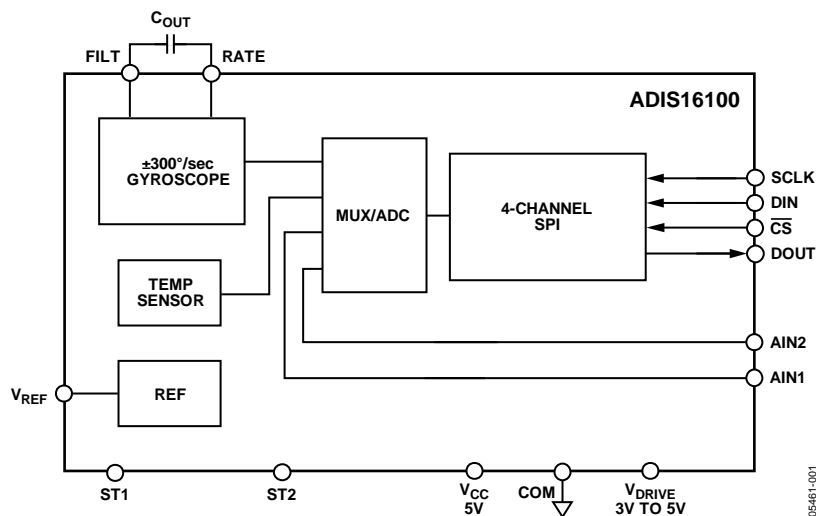 COUT
FILT
RATE
ADIS16100
±300°/sec
GYROSCOPE
MUX/ADC
4-CHANNEL
SPI
SCLK
DIN
CS
DOUT
TEMP
SENSOR
AIN2
AIN1
VREF
REF
ST1
ST2
VCC
5V
COM
VDRIVE
3V TO 5V
05461-001